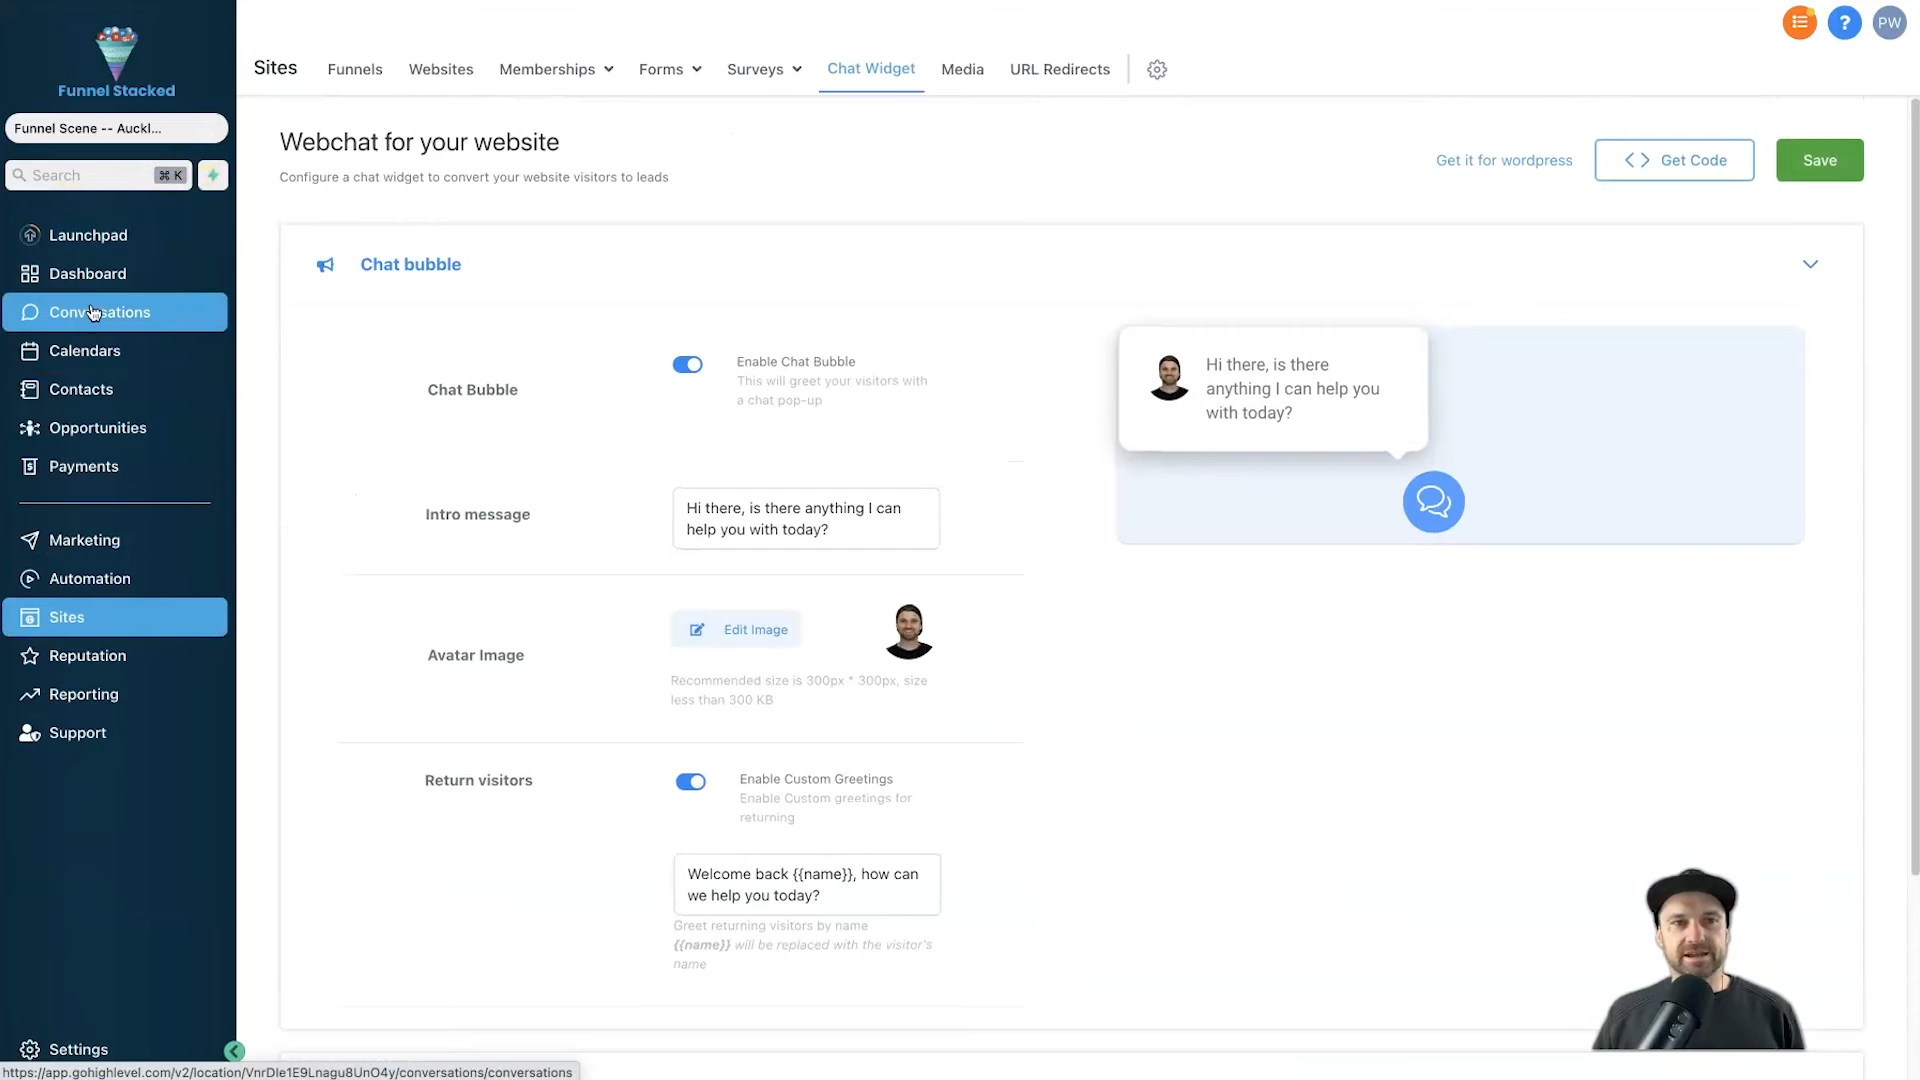 Funnel Stacked
Funnel Scene -- Auckl...
Search
⌘ K
Launchpad
Dashboard
Conversations
Calendars
Contacts
Opportunities
Payments
Marketing
Automation
Sites
Reputation
Reporting
Support
Settings
https://app.gohighlevel.com/v2/location/VnrDIe1E9Lnagu8UnO4y/conversations/conversations
Sites
Funnels
Websites
Memberships
Forms
Surveys
Chat Widget
Media
URL Redirects
?
PW
Webchat for your website
Configure a chat widget to convert your website visitors to leads
Get it for wordpress
Get Code
Save
Chat bubble
Chat Bubble
Enable Chat Bubble
This will greet your visitors with
a chat pop-up
Intro message
Hi there, is there anything I can
help you with today?
Avatar Image
Edit Image
Recommended size is 300px * 300px, size
less than 300 KB
Return visitors
Enable Custom Greetings
Enable Custom greetings for
returning
Welcome back {{name}}, how can
we help you today?
Greet returning visitors by name
{{name}} will be replaced with the visitor's
name
Hi there, is there
anything I can help you
with today?